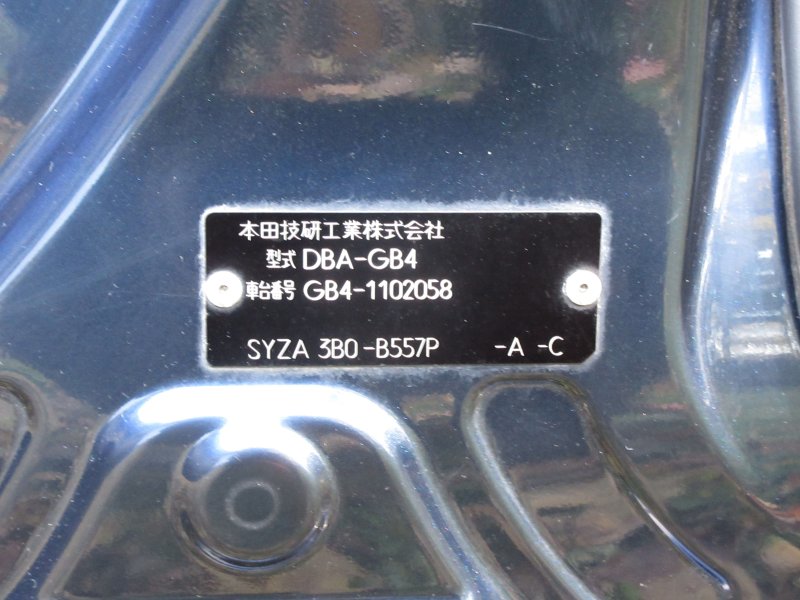 本田技研工業株式会社
型式 DBA-GB4
車台番号 GB4-1102058
SYZA 3B0 -B557P -A -C